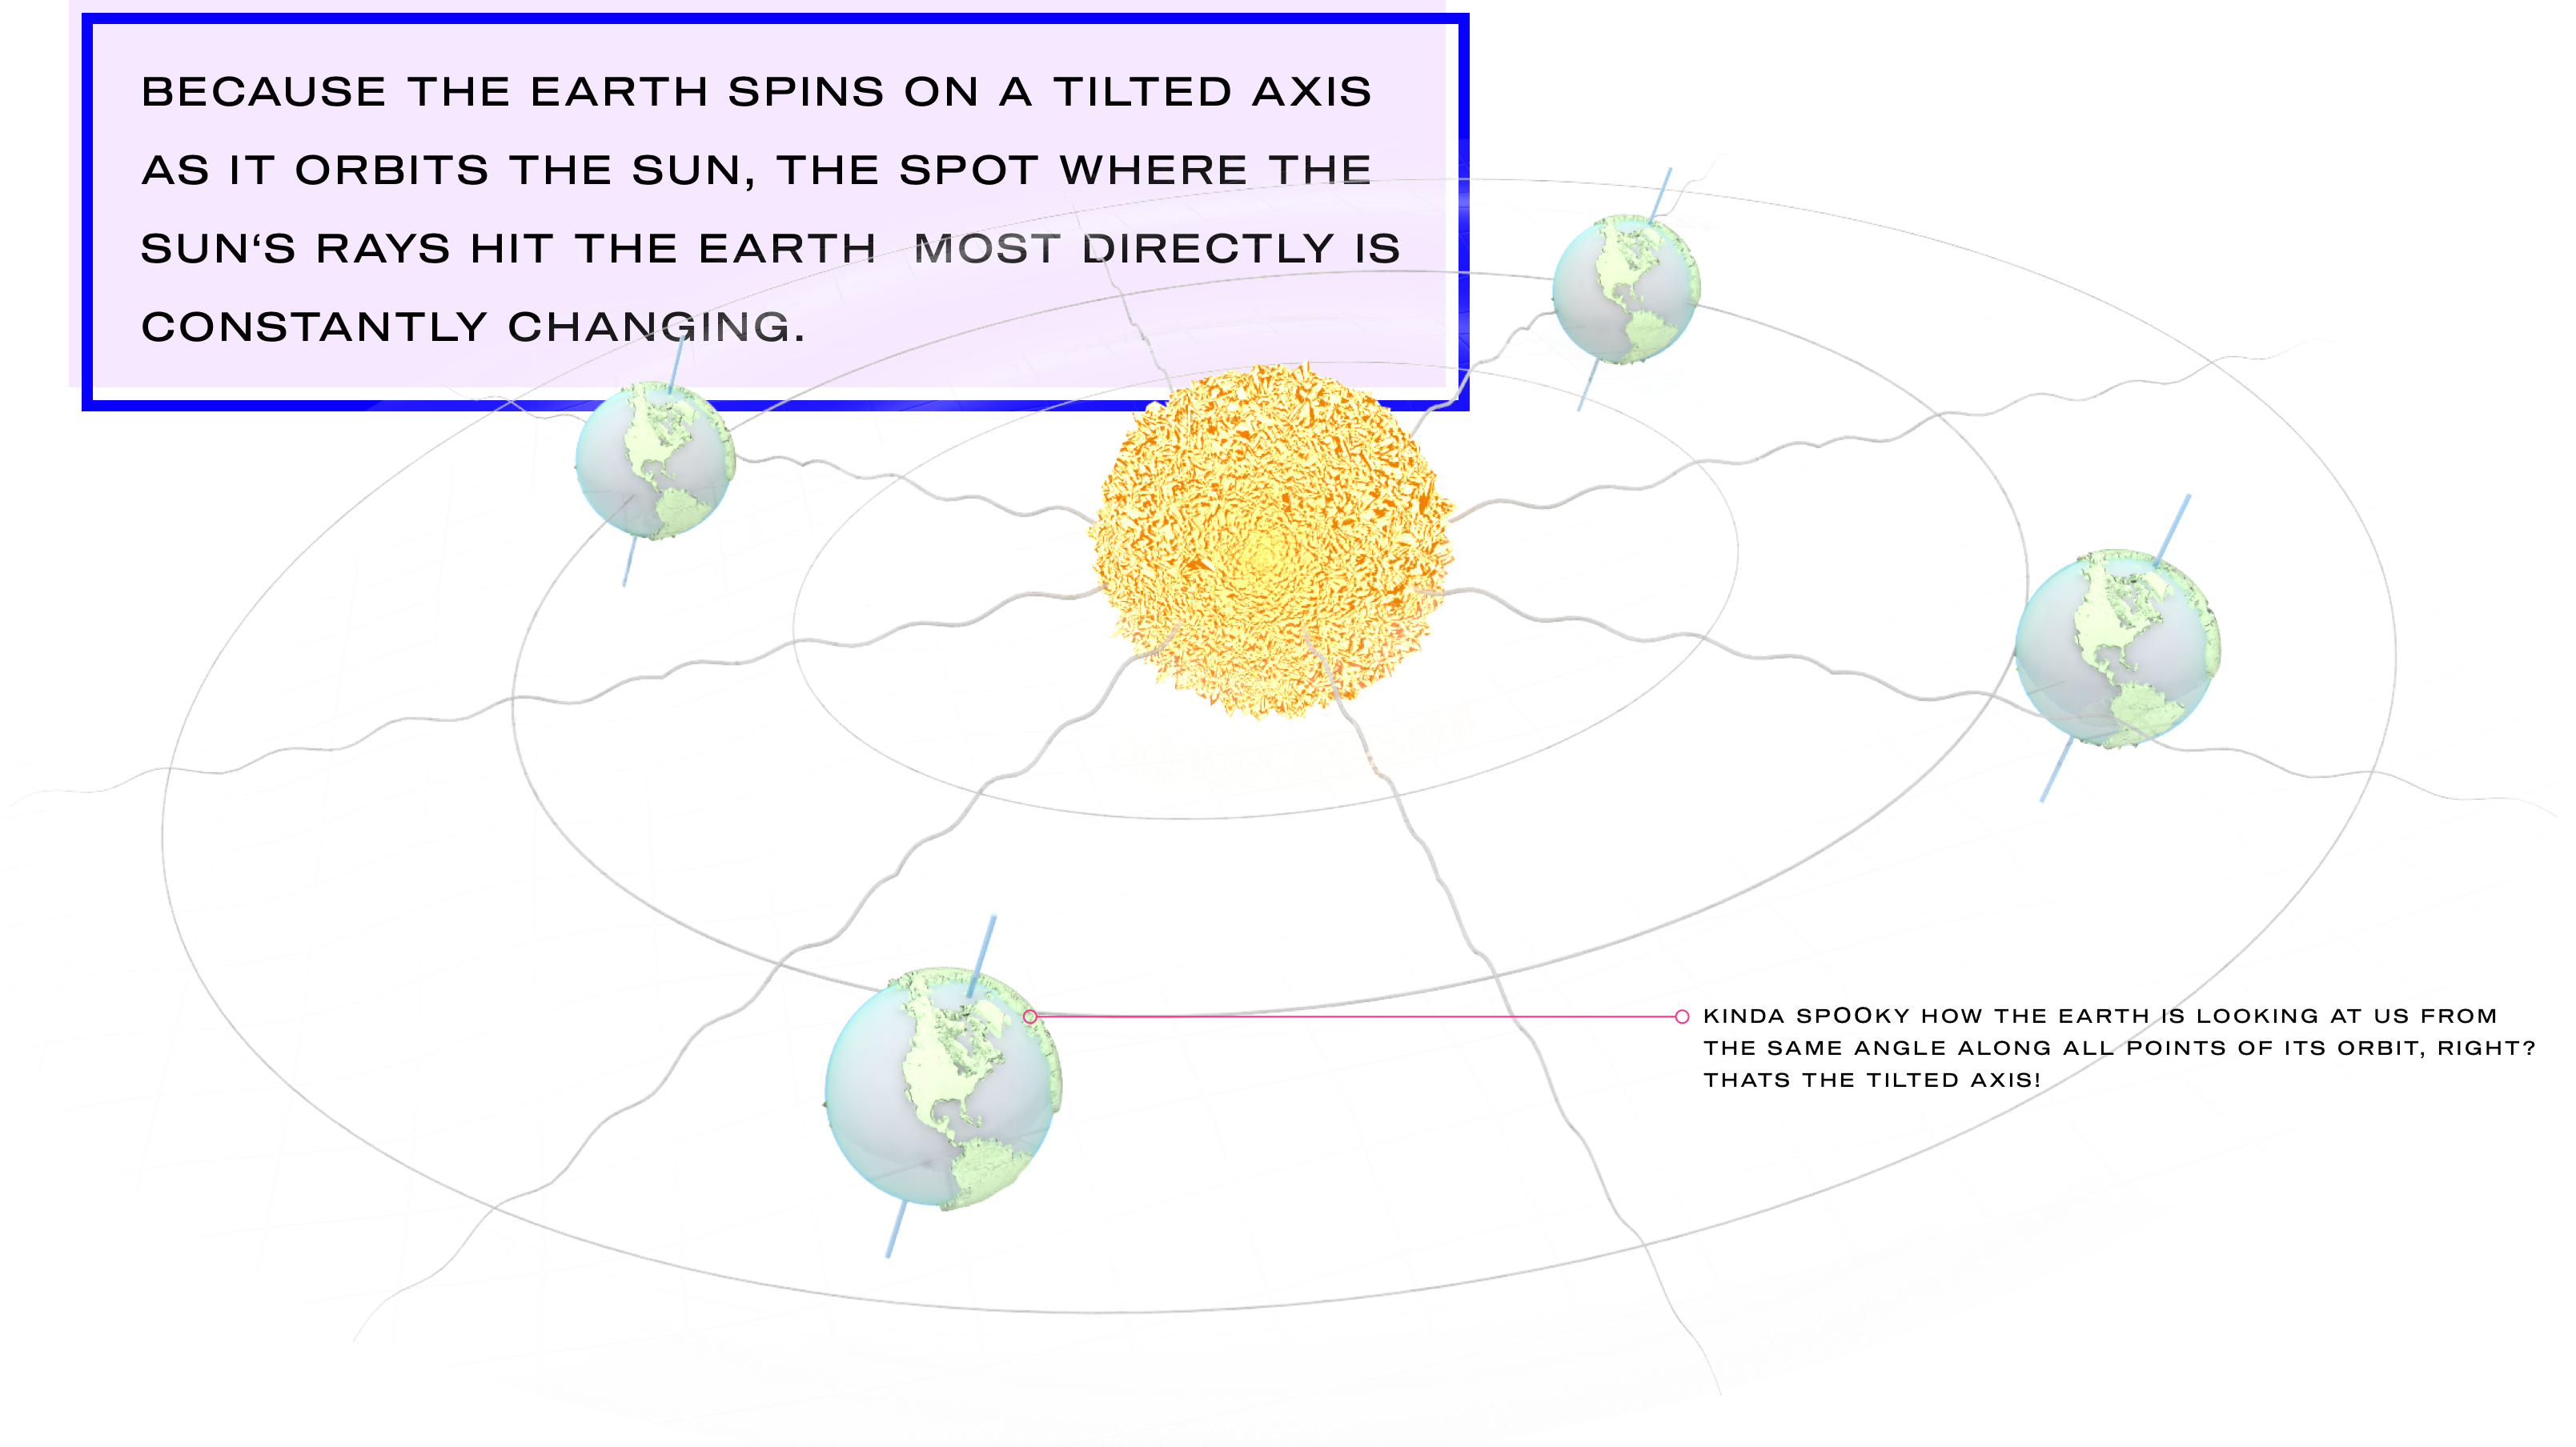 BECAUSE THE EARTH SPINS ON A TILTED AXIS
AS IT ORBITS THE SUN, THE SPOT WHERE THE
SUN‘S RAYS HIT THE EARTH  MOST DIRECTLY IS
CONSTANTLY CHANGING.
KINDA SPOOKY HOW THE EARTH IS LOOKING AT US FROM
THE SAME ANGLE ALONG ALL POINTS OF ITS ORBIT, RIGHT?
THATS THE TILTED AXIS!